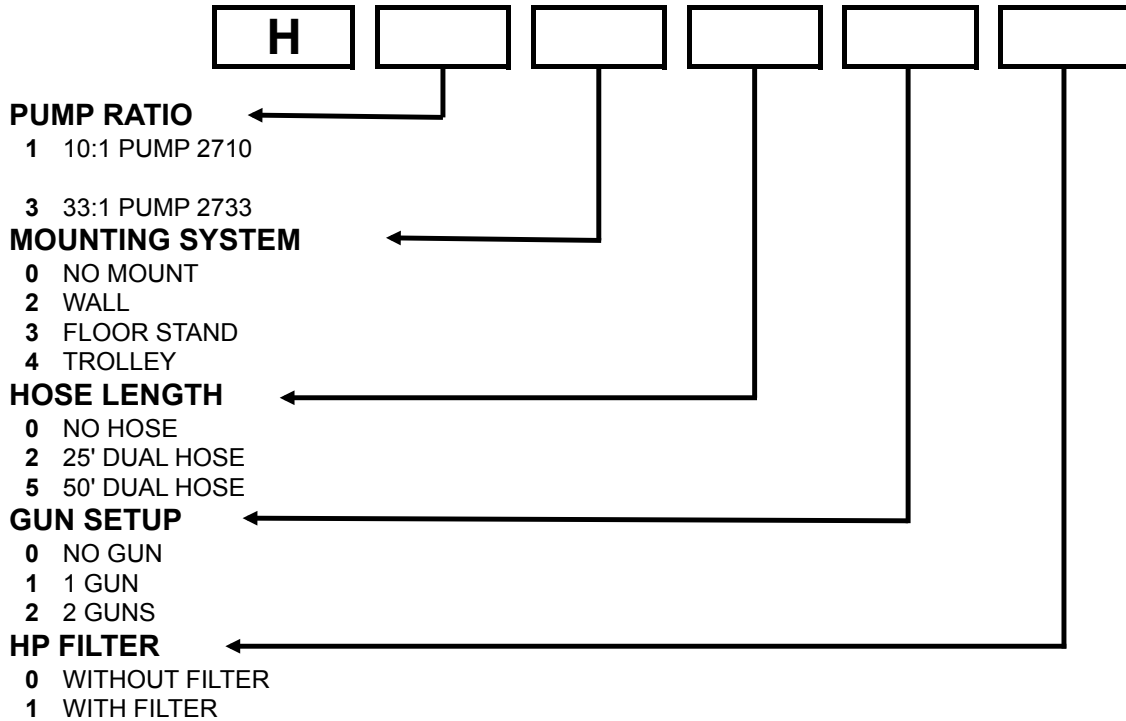 H
PUMP RATIO
1 10:1 PUMP 2710
3 33:1 PUMP 2733
MOUNTING SYSTEM
0 NO MOUNT
2 WALL
3 FLOOR STAND
4 TROLLEY
HOSE LENGTH
0 NO HOSE
2 25' DUAL HOSE
5 50' DUAL HOSE
GUN SETUP
0 NO GUN
1 1 GUN
2 2 GUNS
HP FILTER
0 WITHOUT FILTER
1 WITH FILTER